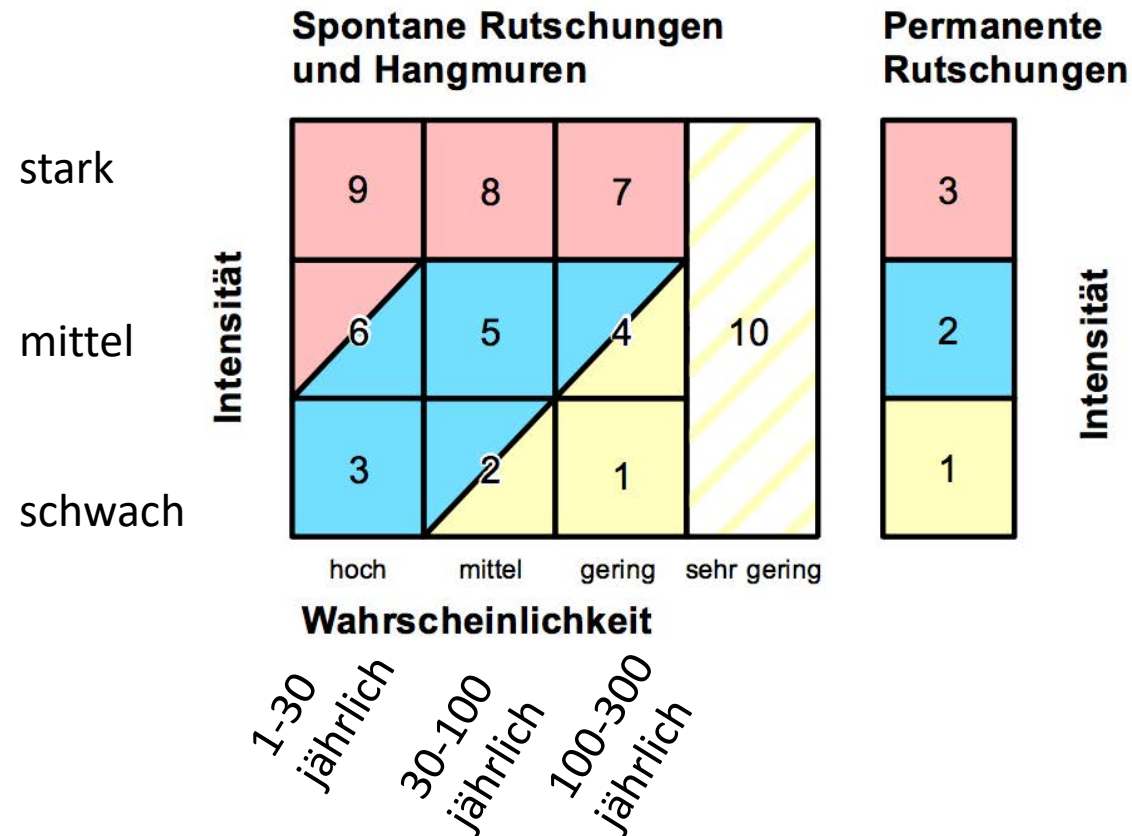 Spontane Rutschungen
und Hangmuren
Permanente
Rutschungen
stark
mittel
schwach
Intensität
9
8
7
6
5
4
10
3
2
1
3
2
1
Intensität
hoch
mittel
gering
sehr gering
Wahrscheinlichkeit
1-30
jährlich
30-100
jährlich
100-300
jährlich